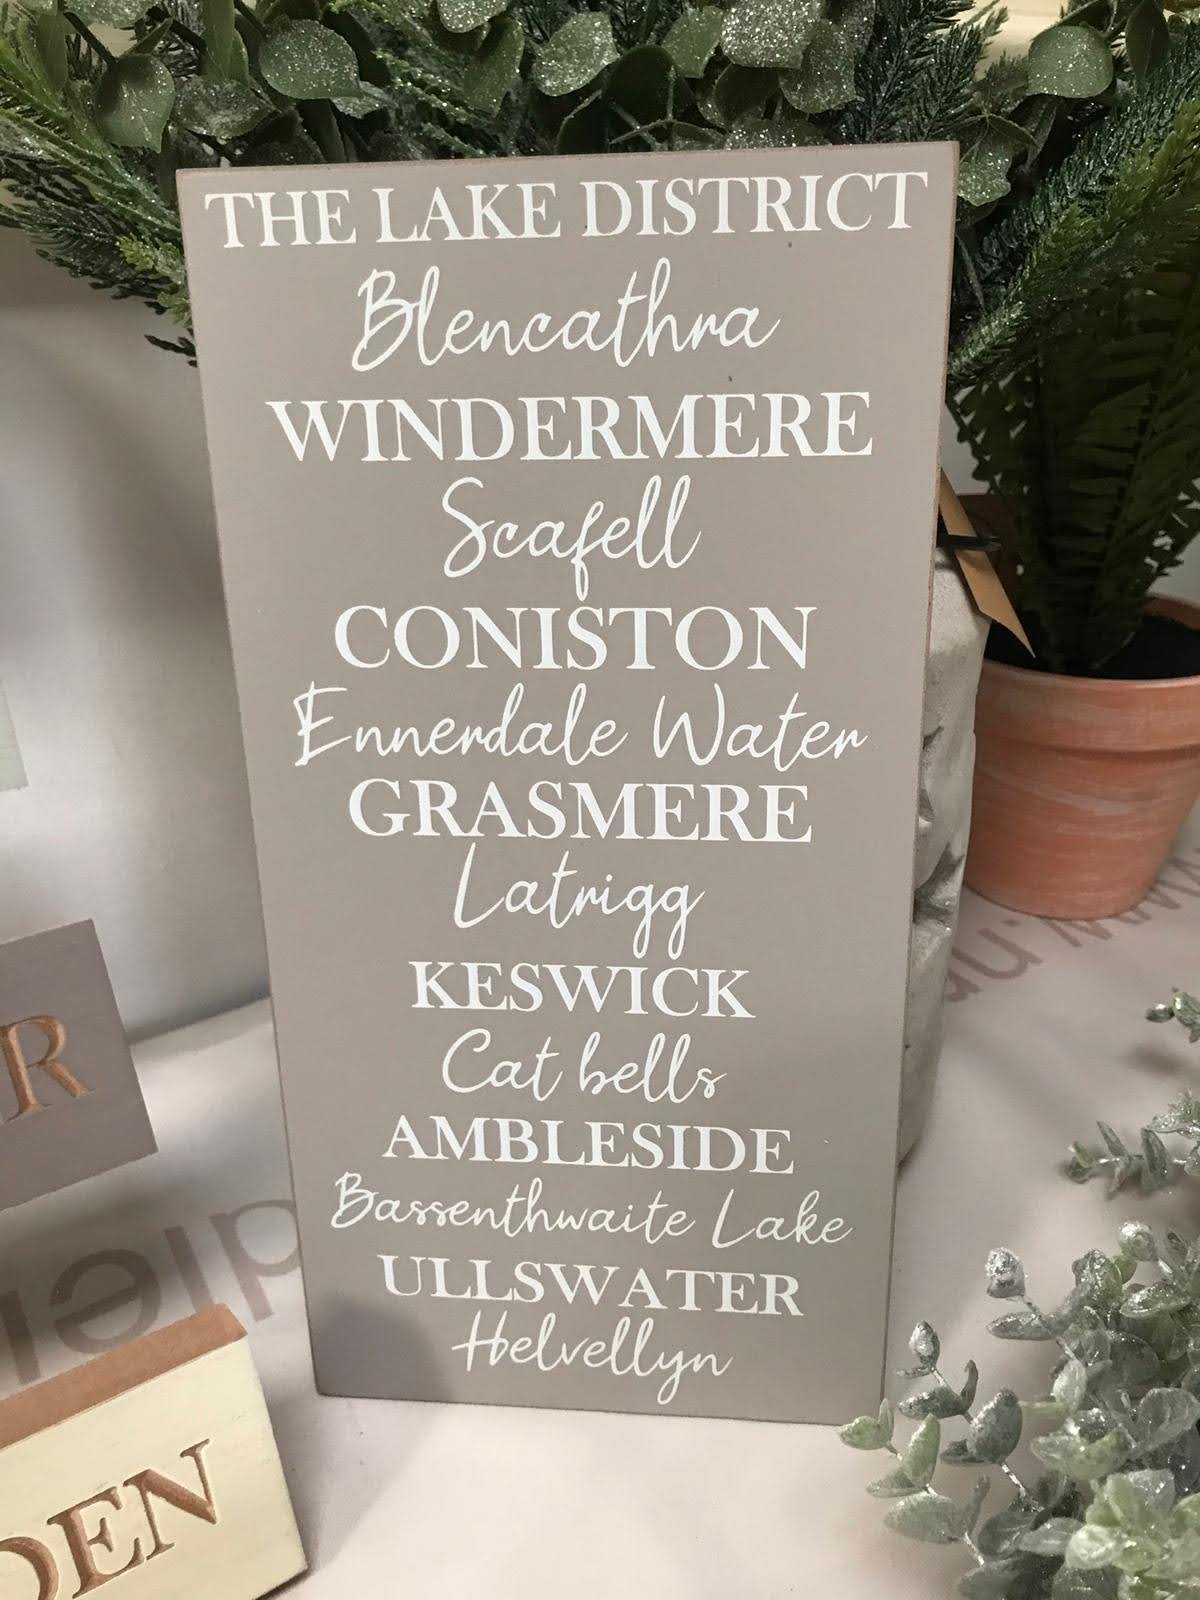 THE LAKE DISTRICT
Blencathra
WINDERMERE
Scafell
CONISTON
Ennerdale Water
GRASMERE
Latrigg
KESWICK
Cat bells
AMBLESIDE
Bassenthwaite Lake
ULLSWATER
Helvellyn
R
DEN